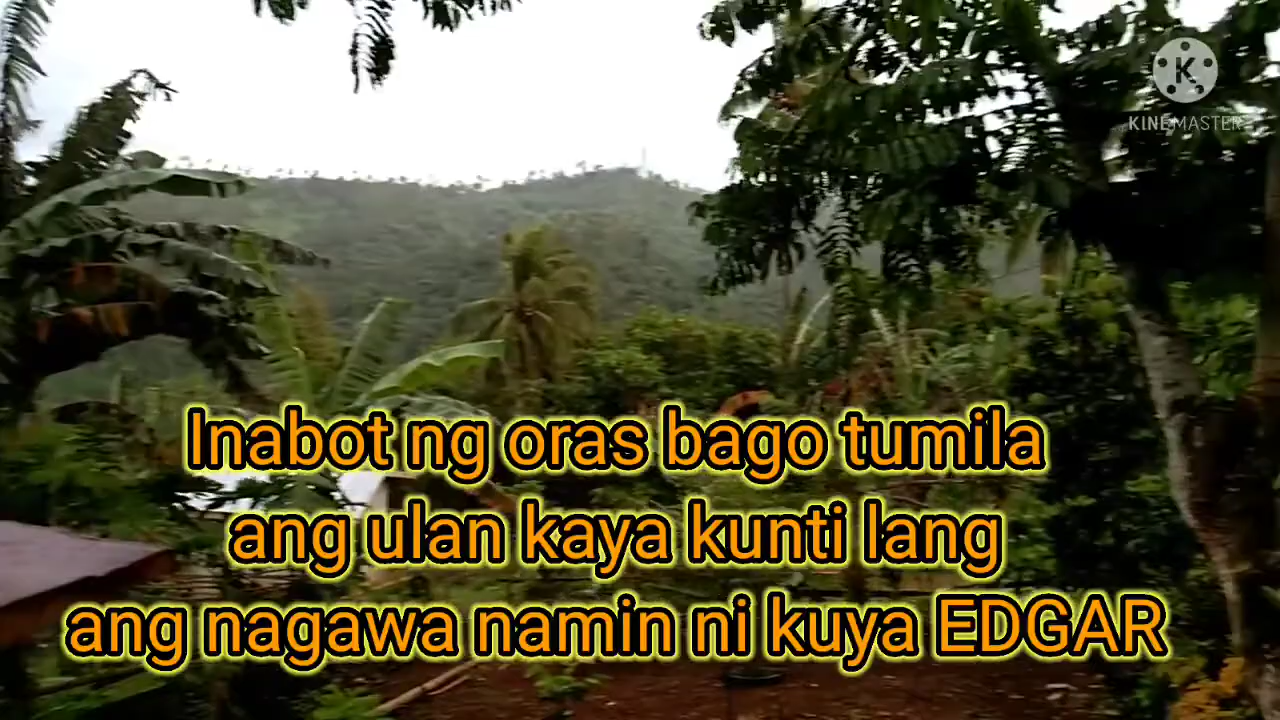 K
KINEMASTER
Inabot ng oras bago tumila
ang ulan kaya kunti lang
ang nagawa namin ni kuya EDGAR